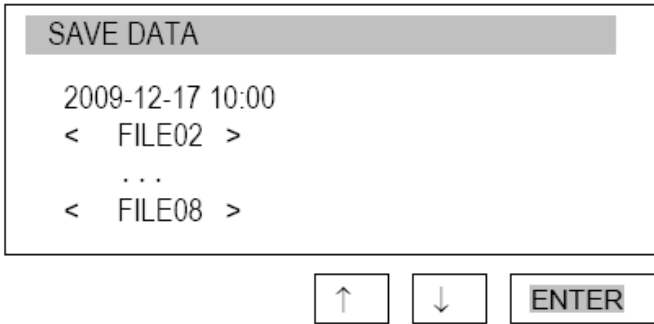 SAVE DATA
2009-12-17 10:00
< FILE02 >
. . .
< FILE08 >
↑ ↓ ENTER